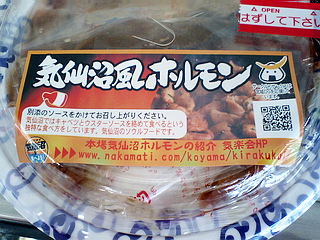 OPEN
はずして下さい
気仙沼風ホルモン
別添のソースをかけてお召し上がりください。
気仙沼ではキャベツとウスターソースを絡めて食べるという
独特な食べ方をしています。気仙沼のソウルフードです。
本場気仙沼ホルモンの紹介 気楽会HP
www.nakamati.com/koyama/kirakukai